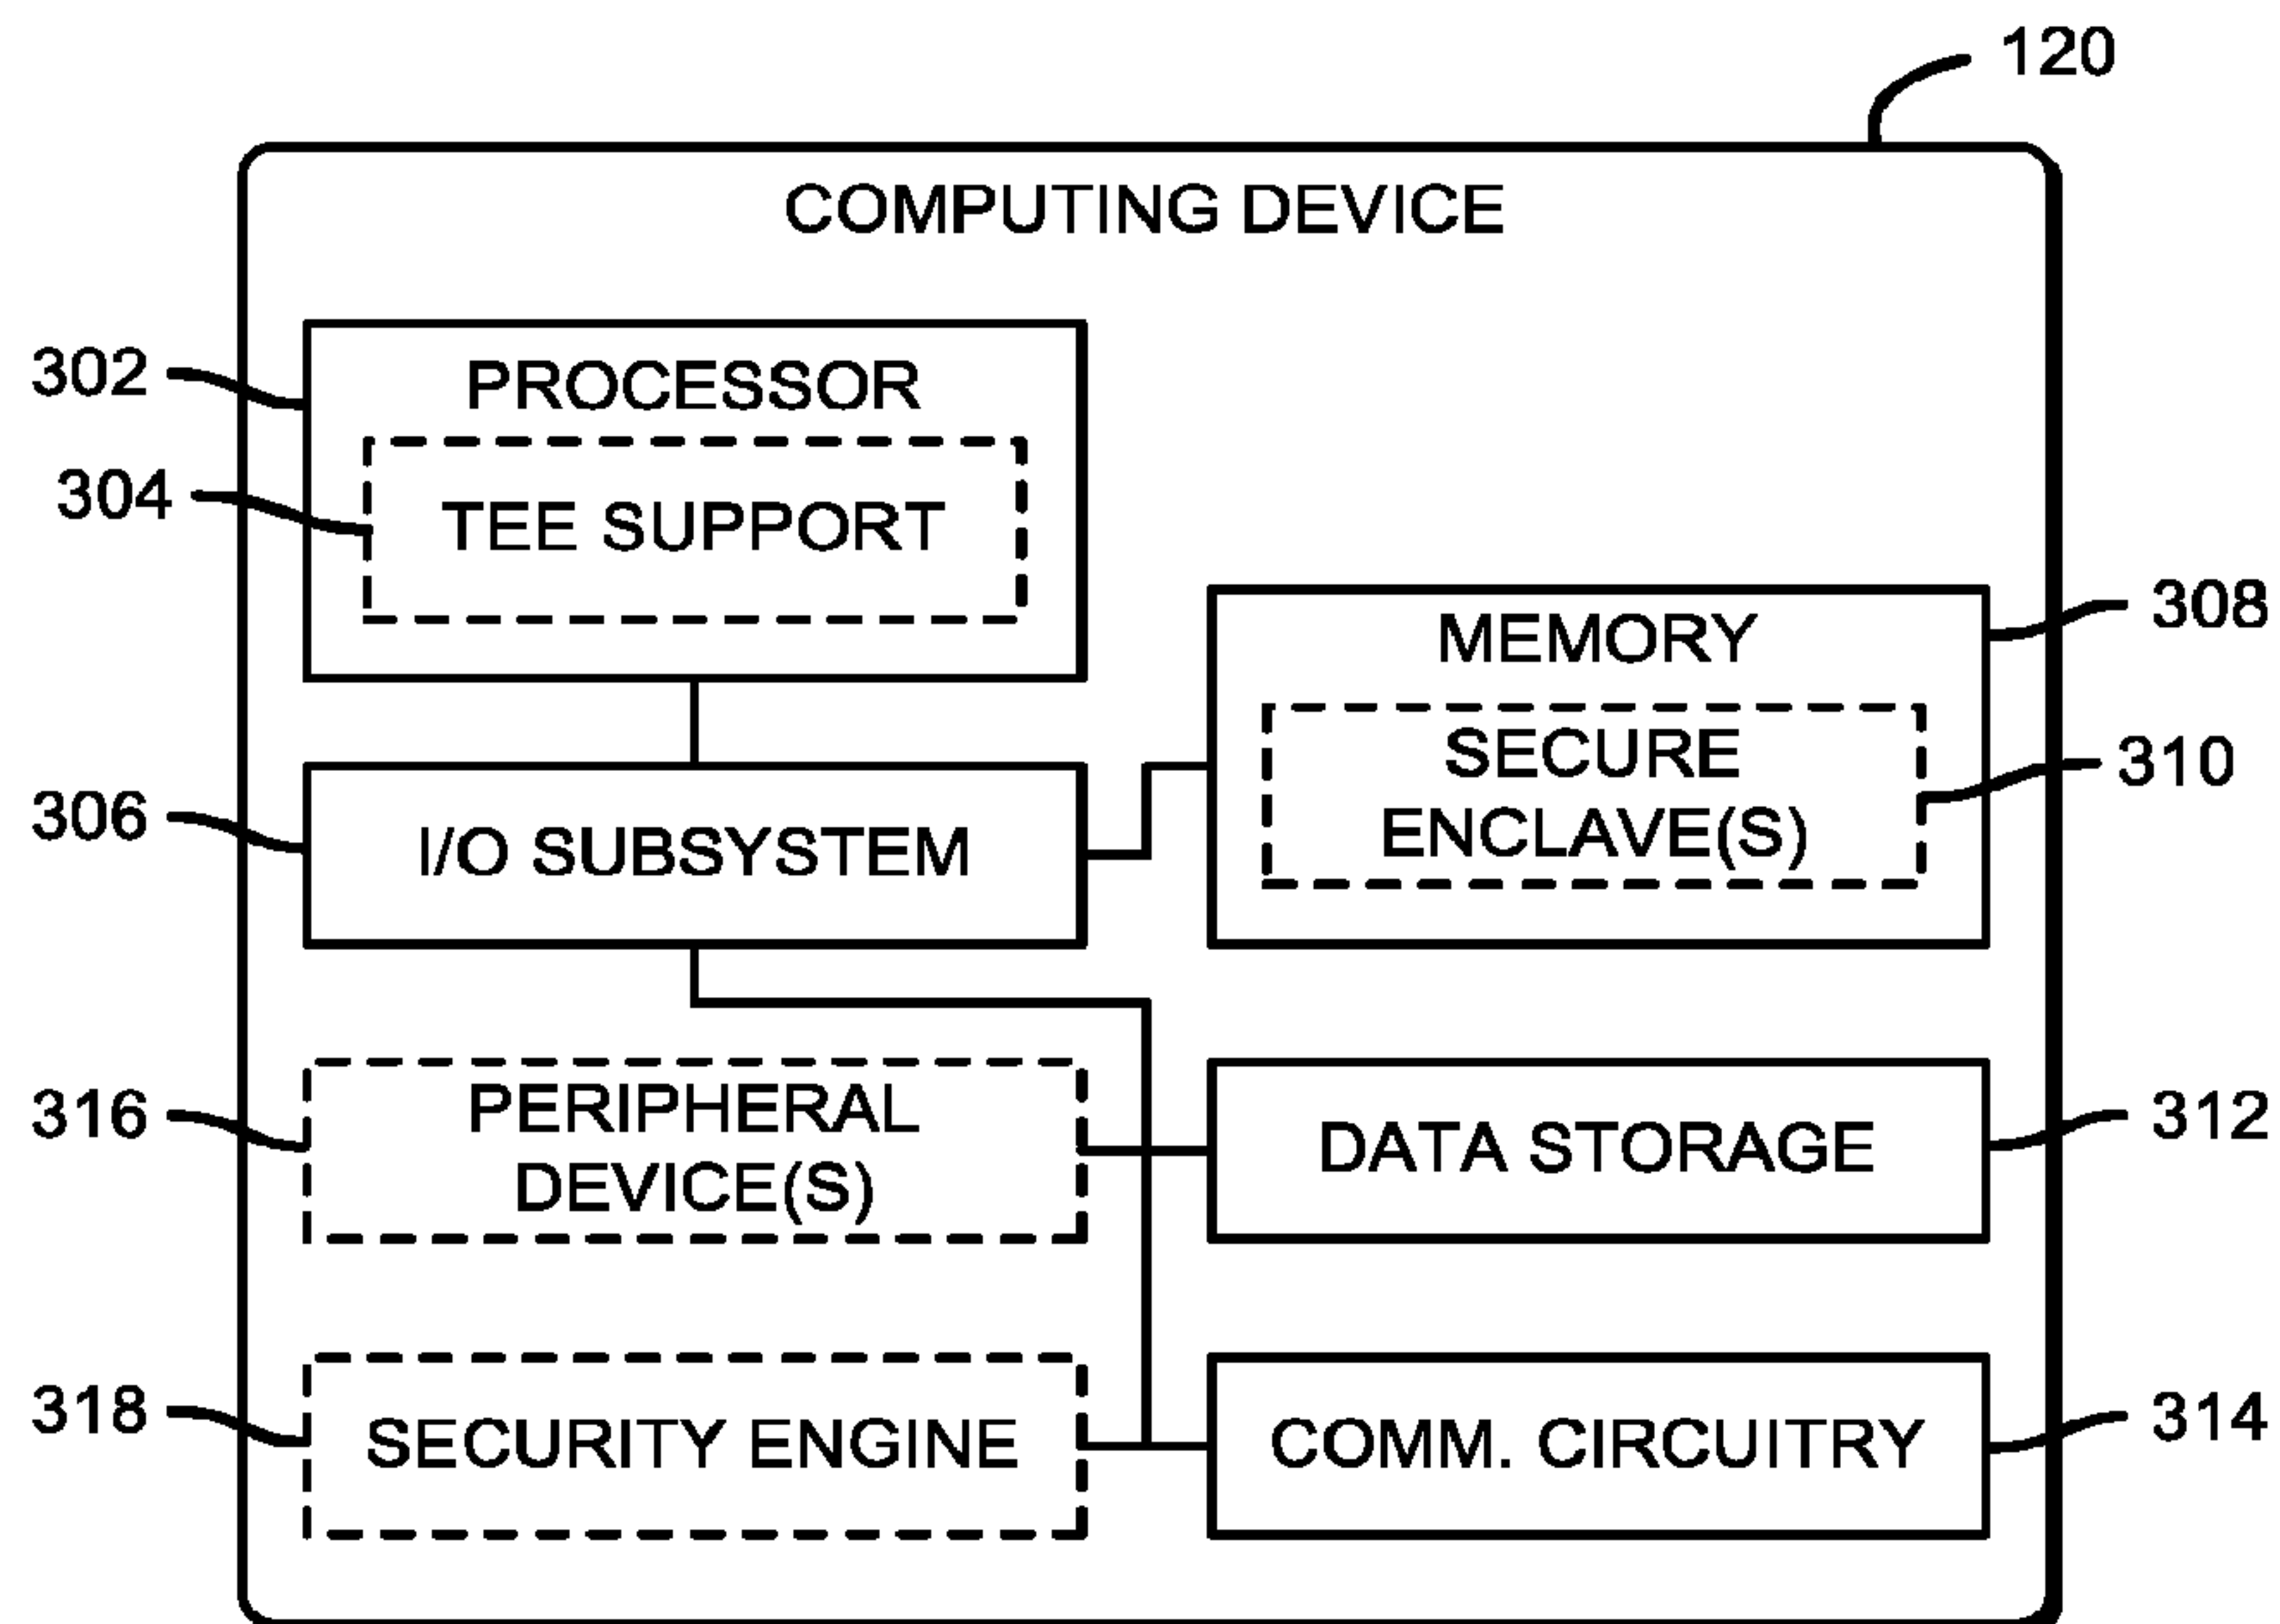 120
COMPUTING DEVICE
302
PROCESSOR
304
TEE SUPPORT
308
MEMORY
310
SECURE
ENCLAVE(S)
306
I/O SUBSYSTEM
316
PERIPHERAL
DEVICE(S)
312
DATA STORAGE
318
SECURITY ENGINE
314
COMM. CIRCUITRY